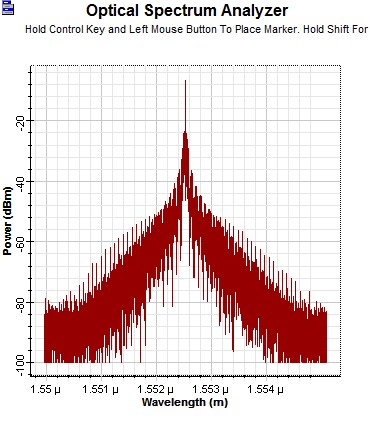 Optical Spectrum Analyzer
Hold Control Key and Left Mouse Button To Place Marker. Hold Shift For
Power (dBm)
-20
-40
-60
-80
-100
1.55 µ 1.551 µ 1.552 µ 1.553 µ 1.554 µ
Wavelength (m)